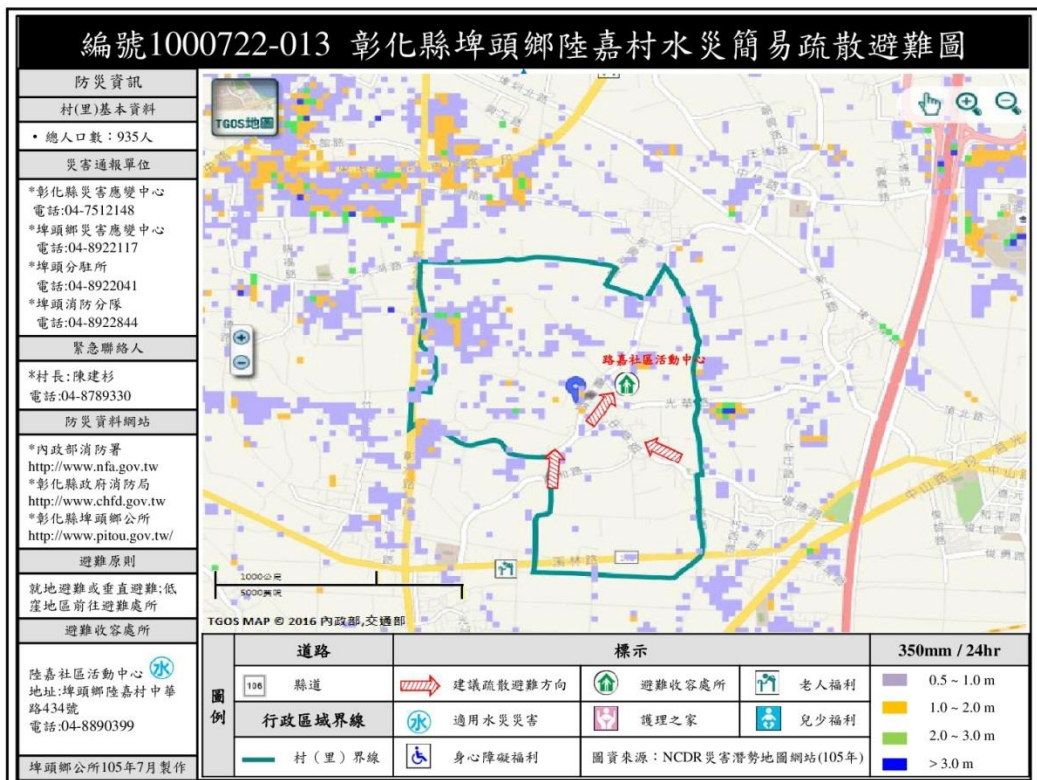 編號1000722-013 彰化縣埤頭鄉陸嘉村水災簡易疏散避難圖
防災資訊
村(里)基本資料
• 總人口數：935人
災害通報單位
*彰化縣災害應變中心
電話:04-7512148
*埤頭鄉災害應變中心
電話:04-8922117
*埤頭分駐所
電話:04-8922041
*埤頭消防分隊
電話:04-8922844
緊急聯絡人
*村長:陳建杉
電話:04-8789330
防災資料網站
*內政部消防署
http://www.nfa.gov.tw
*彰化縣政府消防局
http://www.chfd.gov.tw
*彰化縣埤頭鄉公所
http://www.pitou.gov.tw/
避難原則
就地避難或垂直避難;低
窪地區前往避難處所
避難收容處所
陸嘉社區活動中心 水
地址:埤頭鄉陸嘉村中華
路434號
電話:04-8890399
埤頭鄉公所105年7月製作
TGOS地圖
路嘉社區活動中心
光華路
溪林路
中山路三段
1000公尺
5000英呎
TGOS MAP © 2016 內政部,交通部
圖例
道路
標示
350mm / 24hr
106 縣道
建議疏散避難方向
避難收容處所
老人福利
行政區域界線
水 適用水災災害
護理之家
兒少福利
村（里）界線
身心障礙福利
圖資來源：NCDR災害潛勢地圖網站(105年)
0.5 ~ 1.0 m
1.0 ~ 2.0 m
2.0 ~ 3.0 m
> 3.0 m